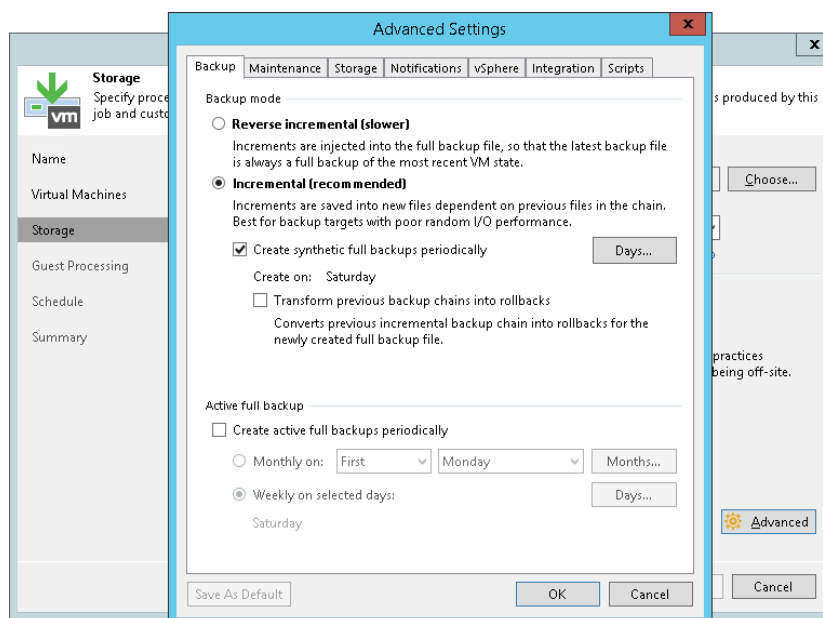 Advanced Settings
X
X
Storage
Specify proce
job and custo
s produced by this
vm
Name
Virtual Machines
Storage
Guest Processing
Schedule
Summary
Backup
Maintenance
Storage
Notifications
vSphere
Integration
Scripts
Backup mode
Reverse incremental (slower)
Increments are injected into the full backup file, so that the latest backup file
is always a full backup of the most recent VM state.
Incremental (recommended)
Increments are saved into new files dependent on previous files in the chain.
Best for backup targets with poor random I/O performance.
Create synthetic full backups periodically
Days...
Create on: Saturday
Transform previous backup chains into rollbacks
Converts previous incremental backup chain into rollbacks for the
newly created full backup file.
Active full backup
Create active full backups periodically
Monthly on:
First
Monday
Months...
Weekly on selected days:
Days...
Saturday
Save As Default
OK
Cancel
Choose...
practices
being off-site.
Advanced
Cancel